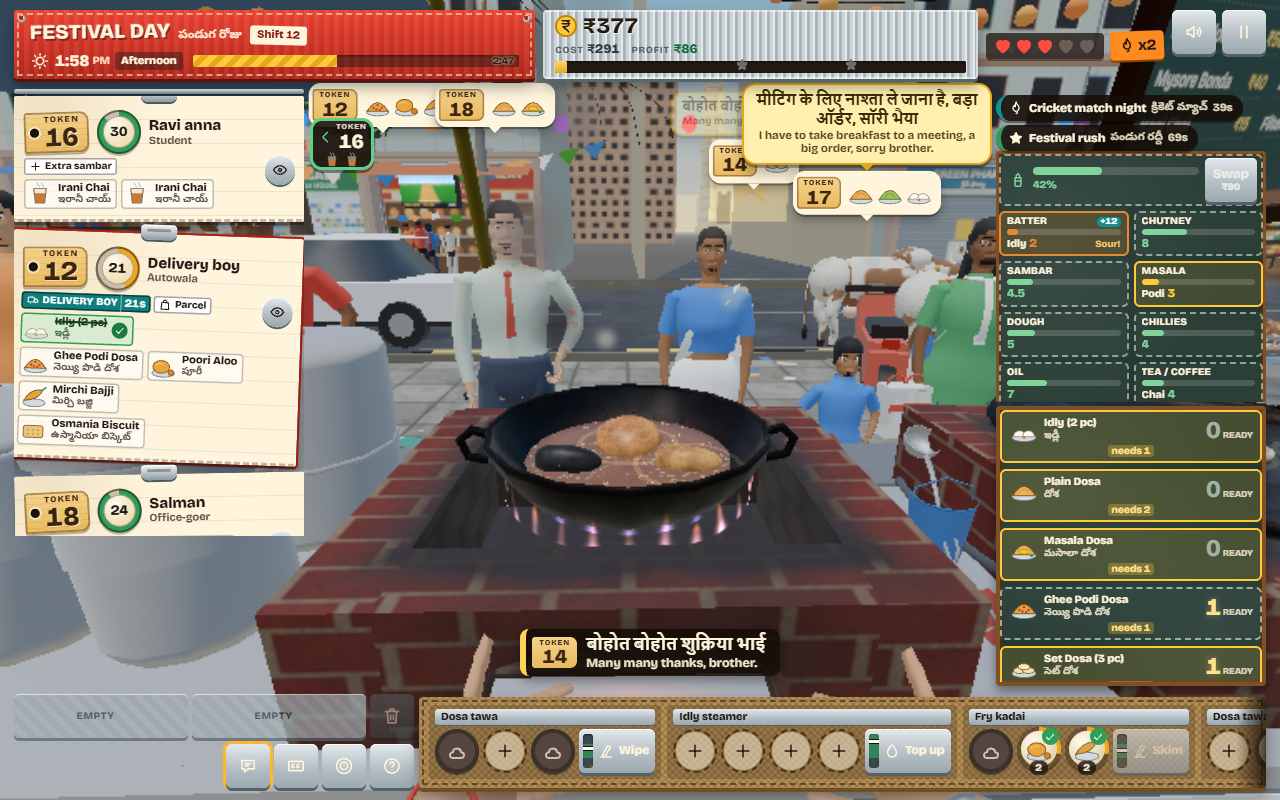 FESTIVAL DAY పండుగ రోజు Shift 12
1:58 PM Afternoon 2:47
₹377
COST ₹291 PROFIT ₹86
x2
Mysore Bonda ₹40
Cricket match night క్రికెట్ మ్యాచ్ 39s
Festival rush పండుగ రద్దీ 69s
TOKEN
16
30
Ravi anna
Student
+ Extra sambar
Irani Chai
ఇరానీ చాయ్
Irani Chai
ఇరానీ చాయ్
TOKEN
12
21
Delivery boy
Autowala
DELIVERY BOY 21s
Parcel
Idly (2 pc)
ఇడ్లీ
Ghee Podi Dosa
నెయ్యి పొడి దోశ
Poori Aloo
పూరీ
Mirchi Bajji
మిర్చి బజ్జీ
Osmania Biscuit
ఉస్మానియా బిస్కెట్
TOKEN
18
24
Salman
Office-goer
TOKEN
12
TOKEN
18
TOKEN
16
बोहोत बोहोत
Many many
मीटिंग के लिए नाश्ता ले जाना है, बड़ा
ऑर्डर, सॉरी भैया
I have to take breakfast to a meeting, a
big order, sorry brother.
TOKEN
14
TOKEN
17
42%
Swap
₹90
BATTER +12
Idly 2 Sour!
CHUTNEY
8
SAMBAR
4.5
MASALA
Podi 3
DOUGH
5
CHILLIES
4
OIL
7
TEA / COFFEE
Chai 4
Idly (2 pc)
ఇడ్లీ
0 READY
needs 1
Plain Dosa
దోశ
0 READY
needs 2
Masala Dosa
మసాలా దోశ
0 READY
needs 1
Ghee Podi Dosa
నెయ్యి పొడి దోశ
1 READY
needs 1
Set Dosa (3 pc)
సెట్ దోశ
1 READY
TOKEN
14
बोहोत बोहोत शुक्रिया भाई
Many many thanks, brother.
EMPTY
EMPTY
Dosa tawa
Wipe
Idly steamer
Top up
Fry kadai
2
2
Skim
Dosa tawa